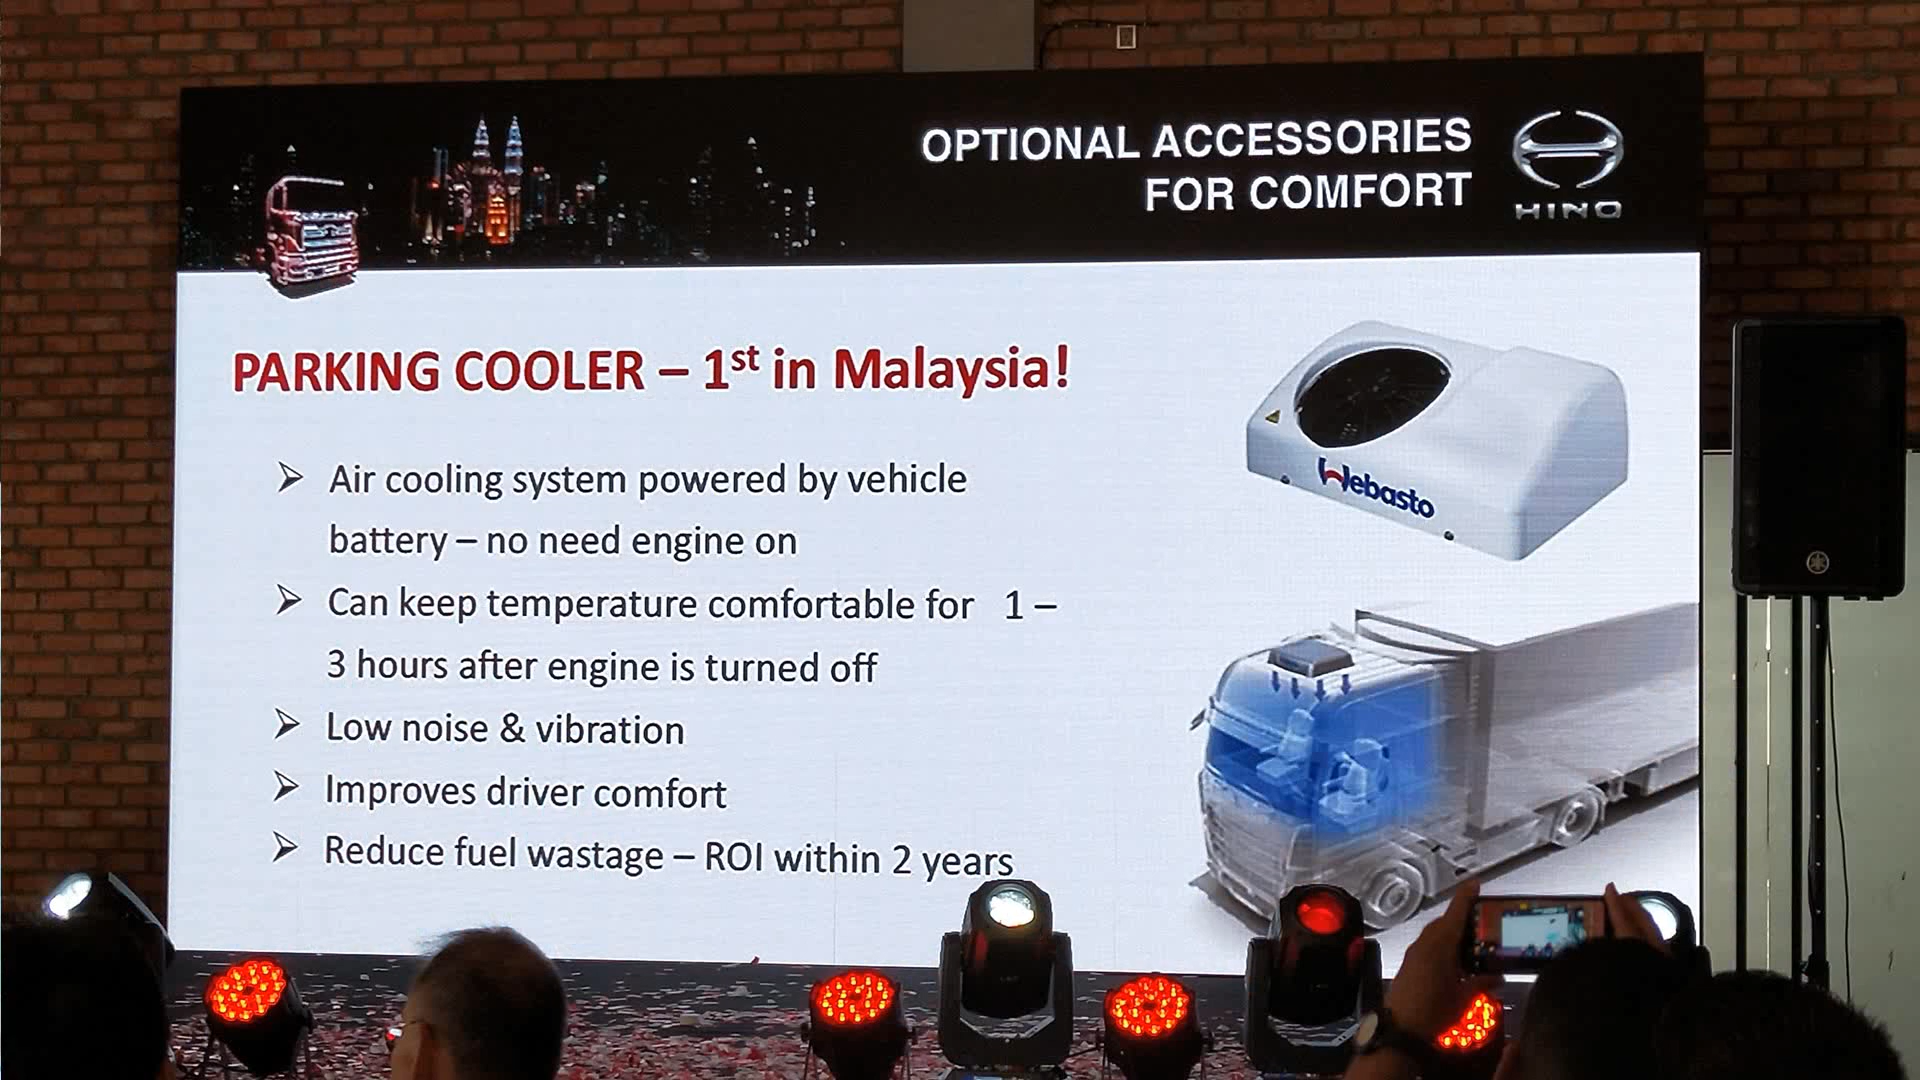 OPTIONAL ACCESSORIES
FOR COMFORT
HINO
PARKING COOLER – 1st in Malaysia!
➢ Air cooling system powered by vehicle
battery – no need engine on
➢ Can keep temperature comfortable for 1 –
3 hours after engine is turned off
➢ Low noise & vibration
➢ Improves driver comfort
➢ Reduce fuel wastage – ROI within 2 years
Webasto